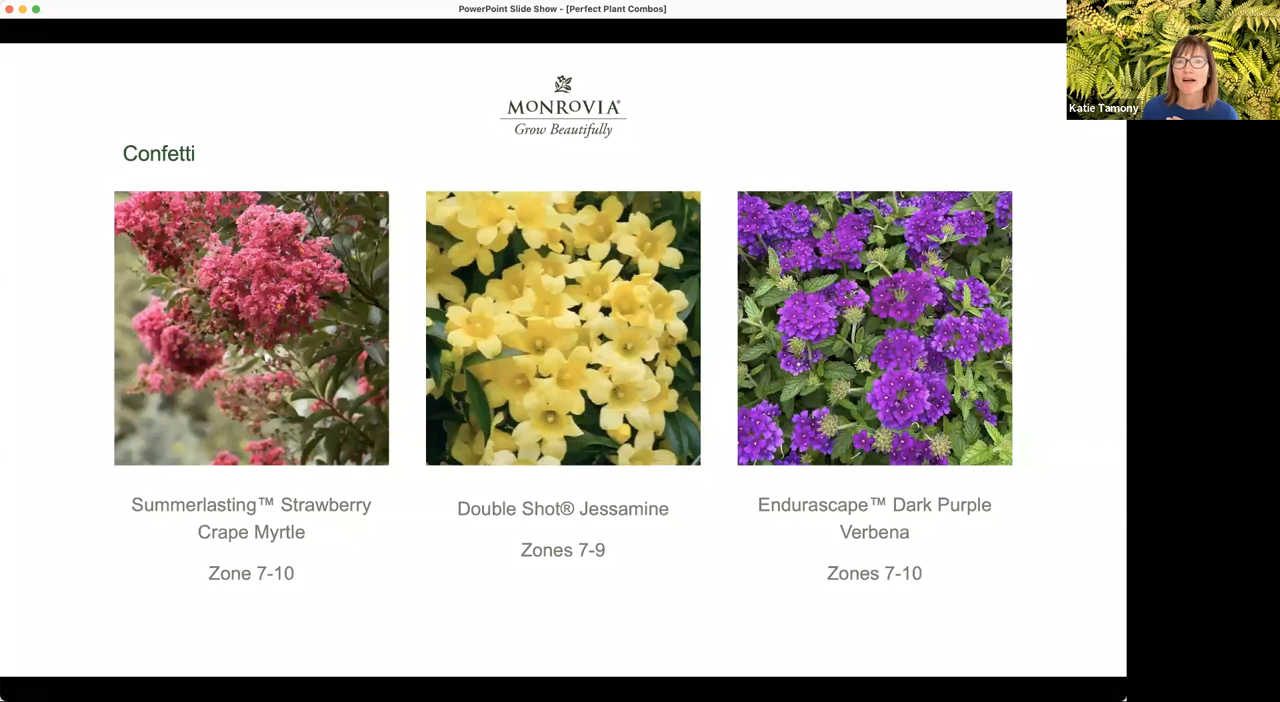 PowerPoint Slide Show - [Perfect Plant Combos]
Katie Tamony
MONROVIA®
Grow Beautifully
Confetti
Summerlasting™ Strawberry
Crape Myrtle
Zone 7-10
Double Shot® Jessamine
Zones 7-9
Endurascape™ Dark Purple
Verbena
Zones 7-10